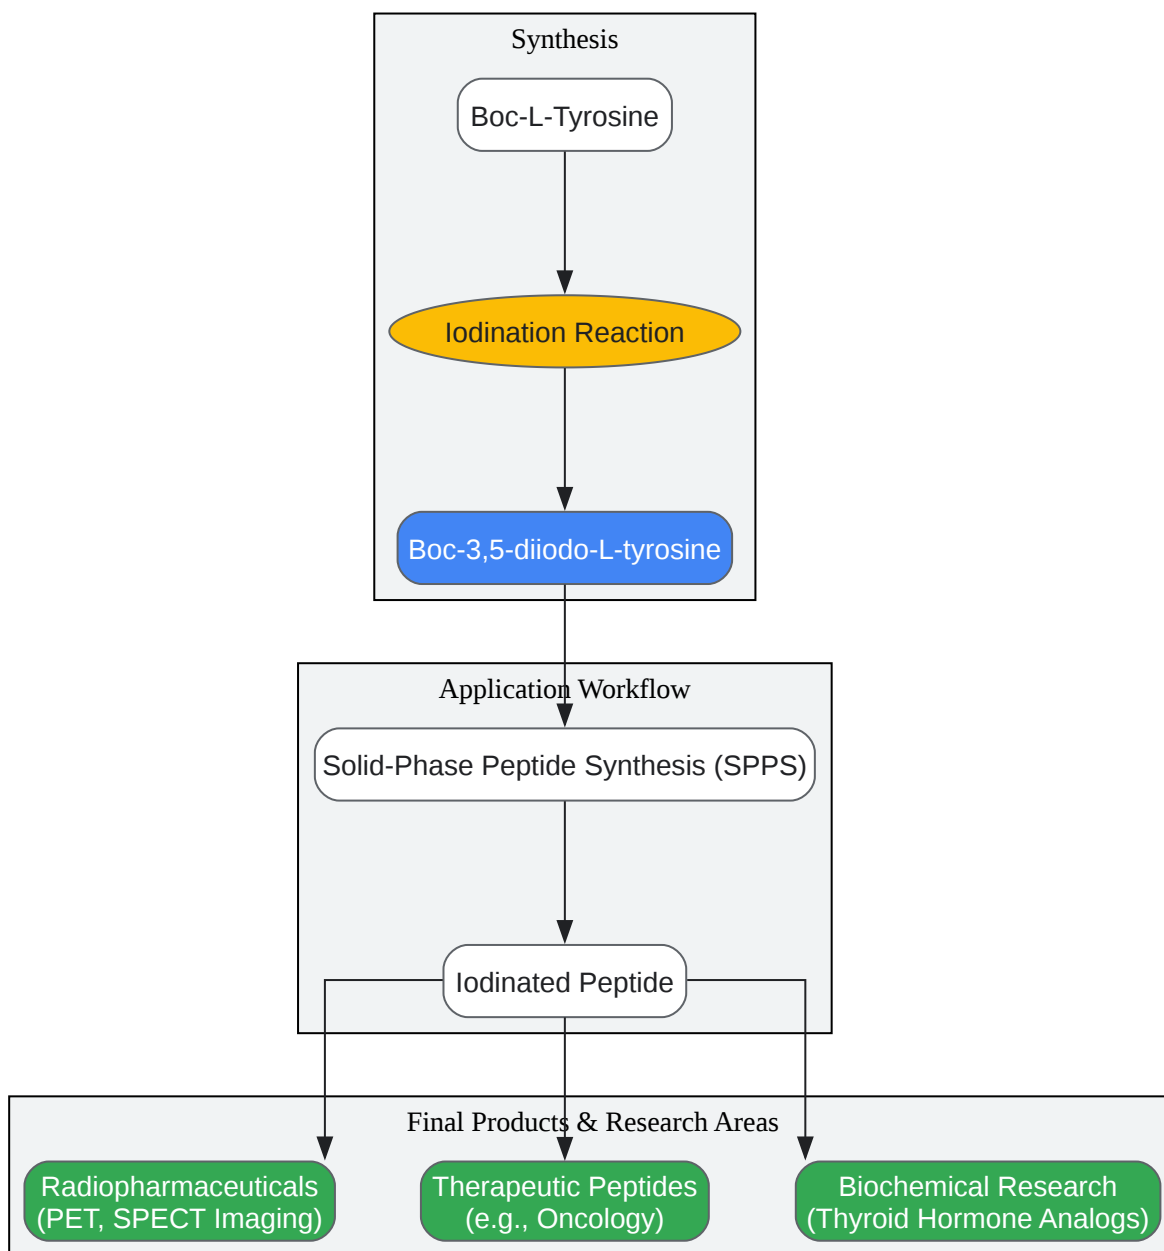 Synthesis
Boc-L-Tyrosine
Iodination Reaction
Boc-3,5-diiodo-L-tyrosine
Application Workflow
Solid-Phase Peptide Synthesis (SPPS)
Iodinated Peptide
Final Products & Research Areas
Radiopharmaceuticals
(PET, SPECT Imaging)
Therapeutic Peptides
(e.g., Oncology)
Biochemical Research
(Thyroid Hormone Analogs)